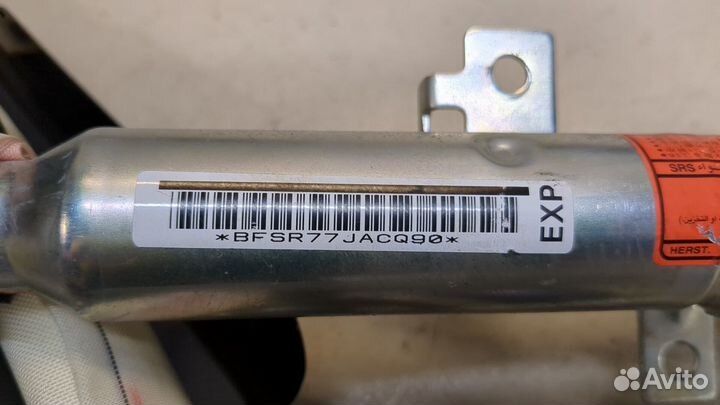 *BFSR77JACQ90*
EXP
SRS
HERST.
Avito